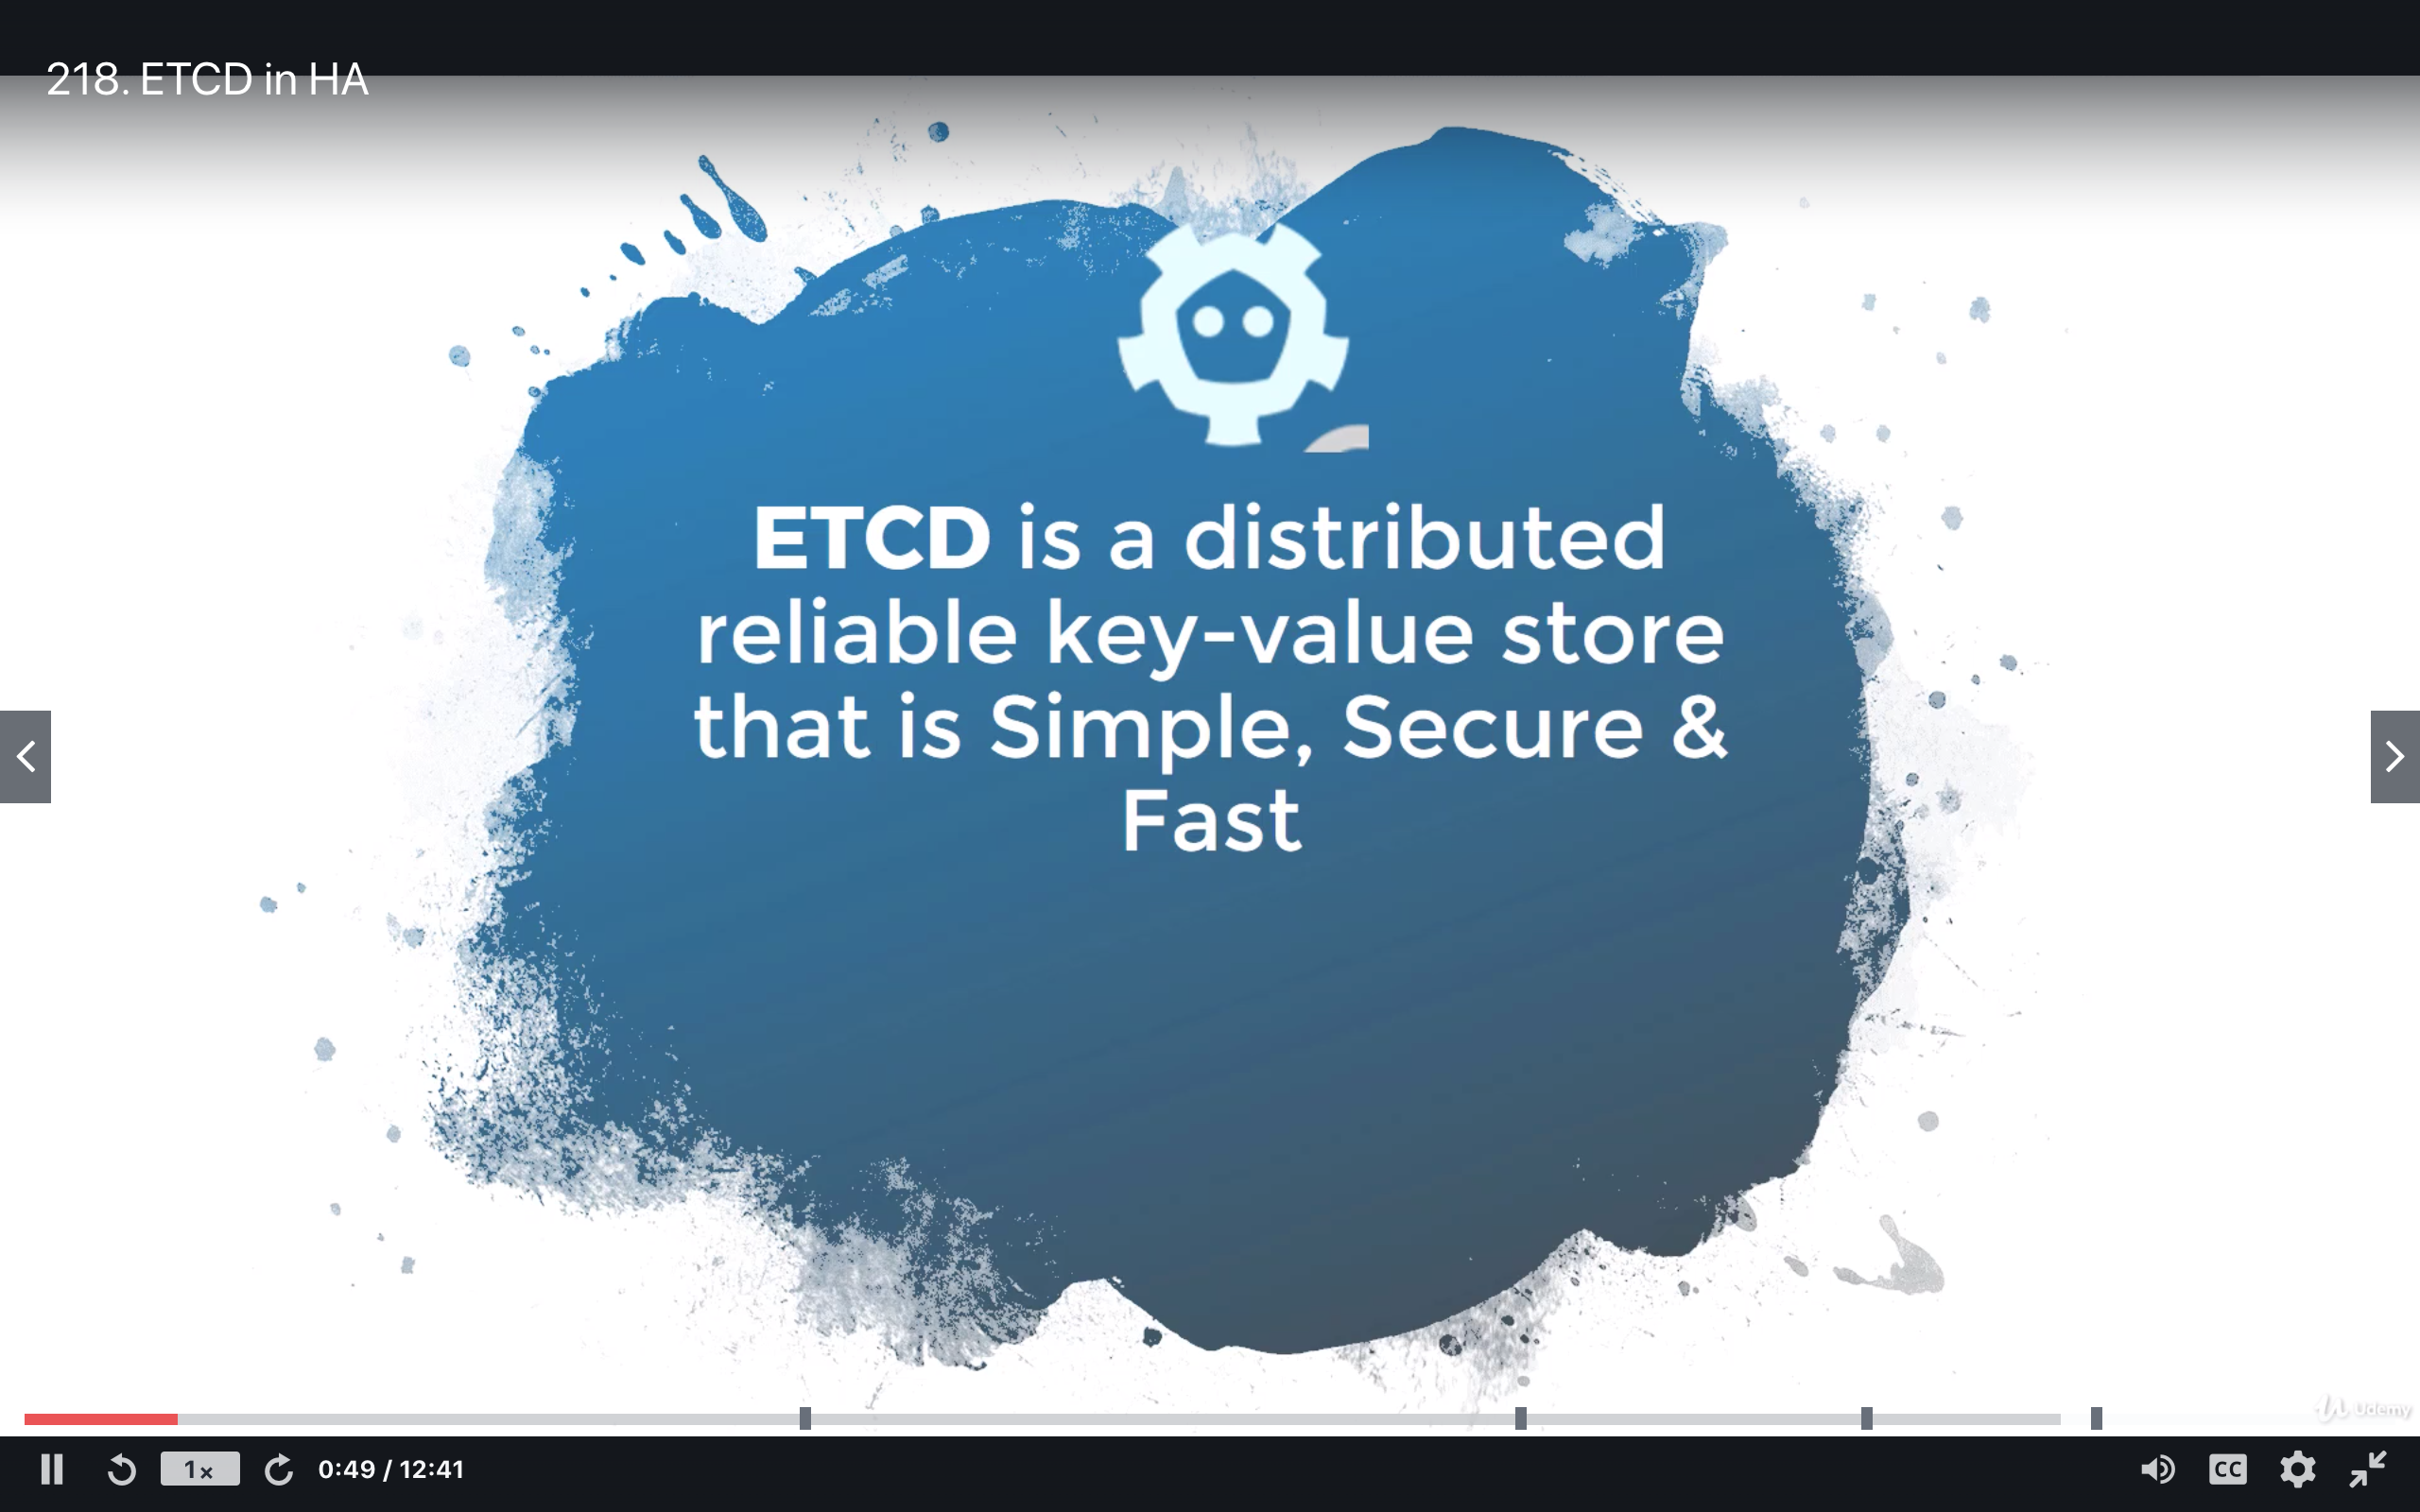 218. ETCD in HA
ETCD is a distributed
reliable key-value store
that is Simple, Secure &
Fast
Udemy
1x
0:49 / 12:41
CC